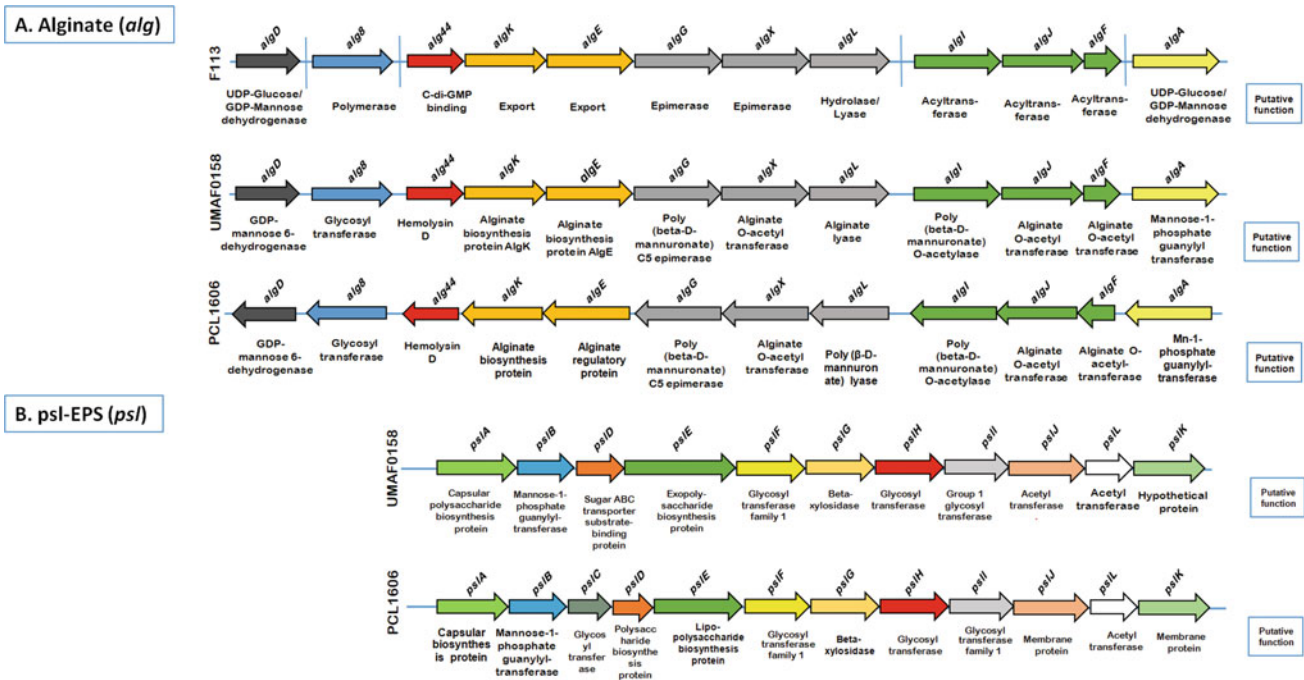 A. Alginate (alg)
F113
algD alg8 alg44 algK algE algG algX algL algI algJ algF algA
UDP-Glucose/
GDP-Mannose
dehydrogenase
Polymerase
C-di-GMP
binding
Export
Export
Epimerase
Epimerase
Hydrolase/
Lyase
Acyltrans-
ferase
Acyltrans-
ferase
Acyltrans-
ferase
UDP-Glucose/
GDP-Mannose
dehydrogenase
Putative
function
UMAF0158
algD alg8 alg44 algK algE algG algX algL algI algJ algF algA
GDP-
mannose 6-
dehydrogenase
Glycosyl
transferase
Hemolysin
D
Alginate
biosynthesis
protein AlgK
Alginate
biosynthesis
protein AlgE
Poly
(beta-D-
mannuronate)
C5 epimerase
Alginate
O-acetyl
transferase
Alginate
lyase
Poly
(beta-D-
mannuronate)
O-acetylase
Alginate
O-acetyl
transferase
Alginate
O-acetyl
transferase
Mannose-1-
phosphate
guanylyl
transferase
Putative
function
PCL1606
algD alg8 alg44 algK algE algG algX algL algI algJ algF algA
GDP-
mannose 6-
dehydrogenase
Glycosyl
transferase
Hemolysin
D
Alginate
biosynthesis
protein
Alginate
regulatory
protein
Poly
(beta-D-
mannuronate)
C5 epimerase
Alginate
O-acetyl
transferase
Poly (β-D-
mannuron
ate) lyase
Poly
(beta-D-
mannuronate)
O-acetylase
Alginate
O-acetyl
transferase
Alginate O-
acetyl-
transferase
Mn-1-
phosphate
guanylyl-
transferase
Putative
function
B. psl-EPS (psl)
UMAF0158
pslA pslB pslD pslE pslF pslG pslH pslI pslJ pslL pslK
Capsular
polysaccharide
biosynthesis
protein
Mannose-1-
phosphate
guanylyl-
transferase
Sugar ABC
transporter
substrate-
binding
protein
Exopoly-
saccharide
biosynthesis
protein
Glycosyl
transferase
family 1
Beta-
xylosidase
Glycosyl
transferase
Group 1
glycosyl
transferase
Acetyl
transferase
.
Acetyl
transferase
Hypothetical
protein
Putative
function
PCL1606
pslA pslB pslC pslD pslE pslF pslG pslH pslI pslJ pslL pslK
Capsular
biosynthes
is protein
Mannose-1-
phosphate
guanylyl-
transferase
Glycos
yl
transfer
ase
Polysacc
haride
biosynthe
sis protein
Lipo-
polysaccharide
biosynthesis
protein
Glycosyl
transferase
family 1
Beta-
xylosidase
Glycosyl
transferase
Glycosyl
transferase
family 1
Membrane
protein
Acetyl
transferase
Membrane
protein
Putative
function